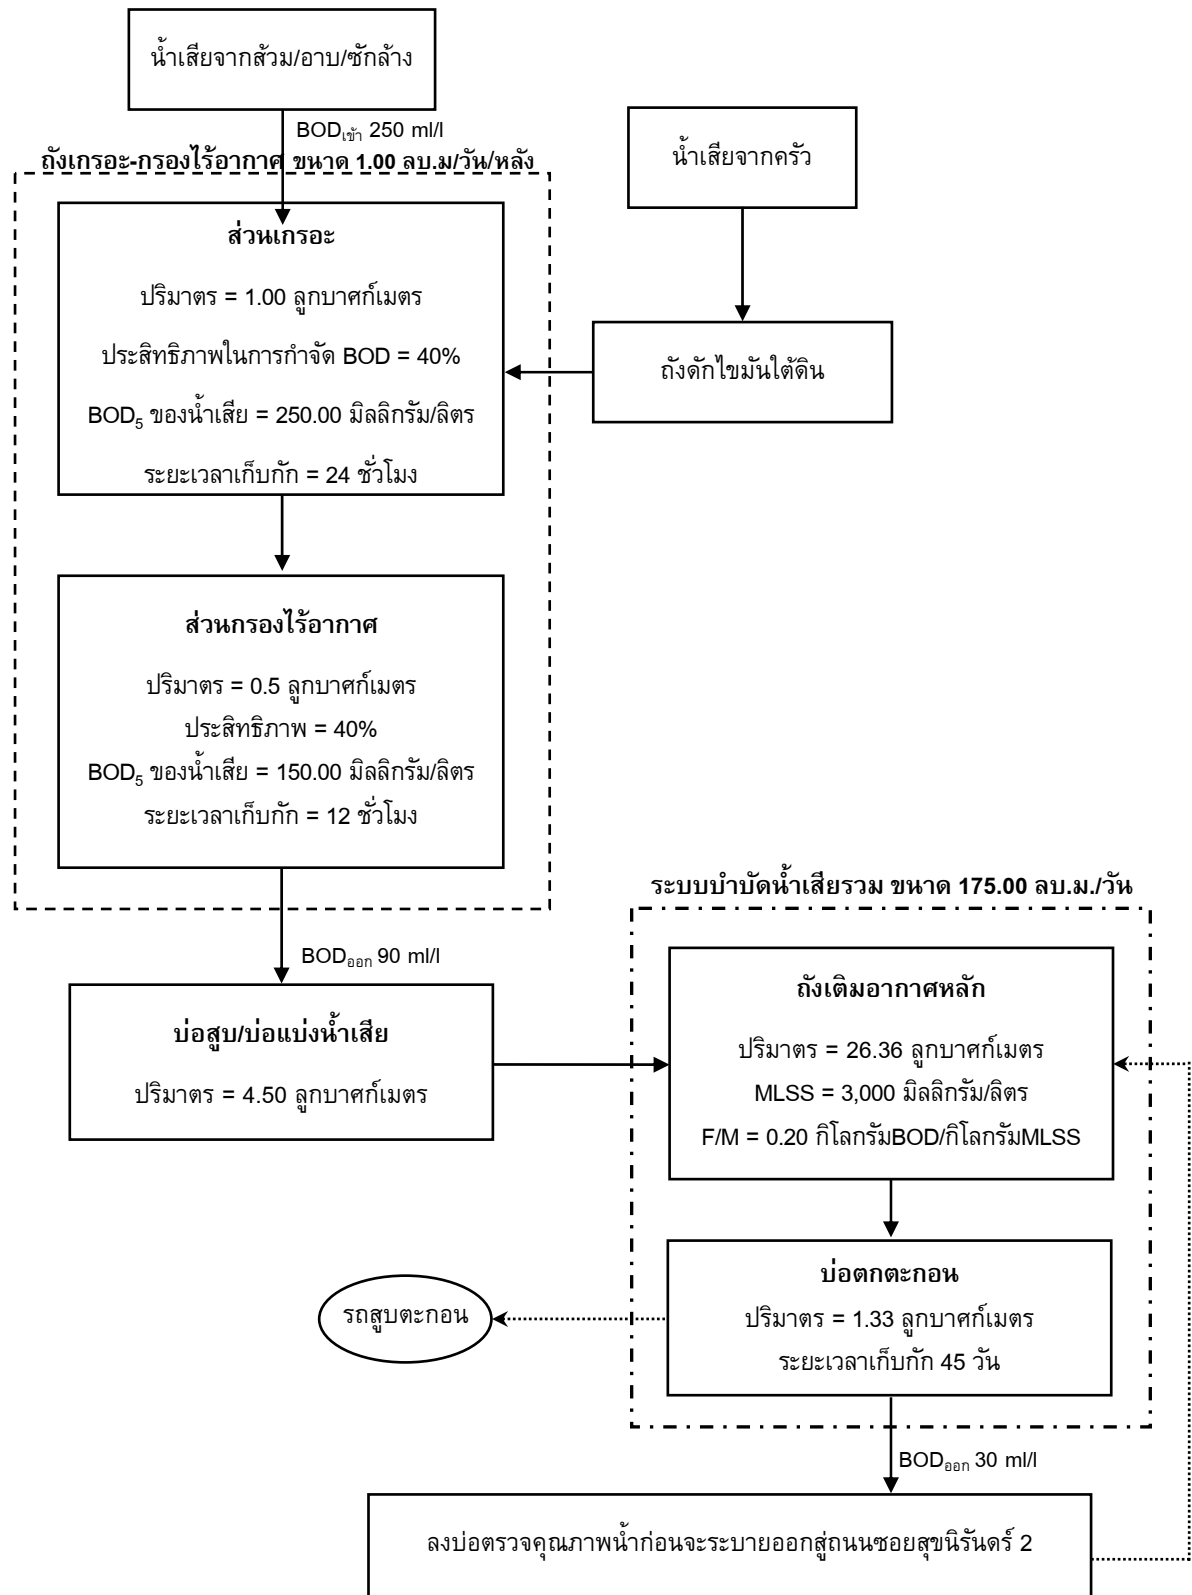 น้ำเสียจากส้วม/อาบ/ซักล้าง
BODเข้า 250 ml/l
ถังเกรอะ-กรองไร้อากาศ ขนาด 1.00 ลบ.ม/วัน/หลัง
น้ำเสียจากครัว
ส่วนเกรอะ
ปริมาตร = 1.00 ลูกบาศก์เมตร
ประสิทธิภาพในการกำจัด BOD = 40%
BOD5 ของน้ำเสีย = 250.00 มิลลิกรัม/ลิตร
ระยะเวลาเก็บกัก = 24 ชั่วโมง
ถังดักไขมันใต้ดิน
ส่วนกรองไร้อากาศ
ปริมาตร = 0.5 ลูกบาศก์เมตร
ประสิทธิภาพ = 40%
BOD5 ของน้ำเสีย = 150.00 มิลลิกรัม/ลิตร
ระยะเวลาเก็บกัก = 12 ชั่วโมง
BODออก 90 ml/l
บ่อสูบ/บ่อแบ่งน้ำเสีย
ปริมาตร = 4.50 ลูกบาศก์เมตร
ระบบบำบัดน้ำเสียรวม ขนาด 175.00 ลบ.ม./วัน
ถังเติมอากาศหลัก
ปริมาตร = 26.36 ลูกบาศก์เมตร
MLSS = 3,000 มิลลิกรัม/ลิตร
F/M = 0.20 กิโลกรัมBOD/กิโลกรัมMLSS
บ่อตกตะกอน
ปริมาตร = 1.33 ลูกบาศก์เมตร
ระยะเวลาเก็บกัก 45 วัน
รถสูบตะกอน
BODออก 30 ml/l
ลงบ่อตรวจคุณภาพน้ำก่อนจะระบายออกสู่ถนนซอยสุขนิรันดร์ 2